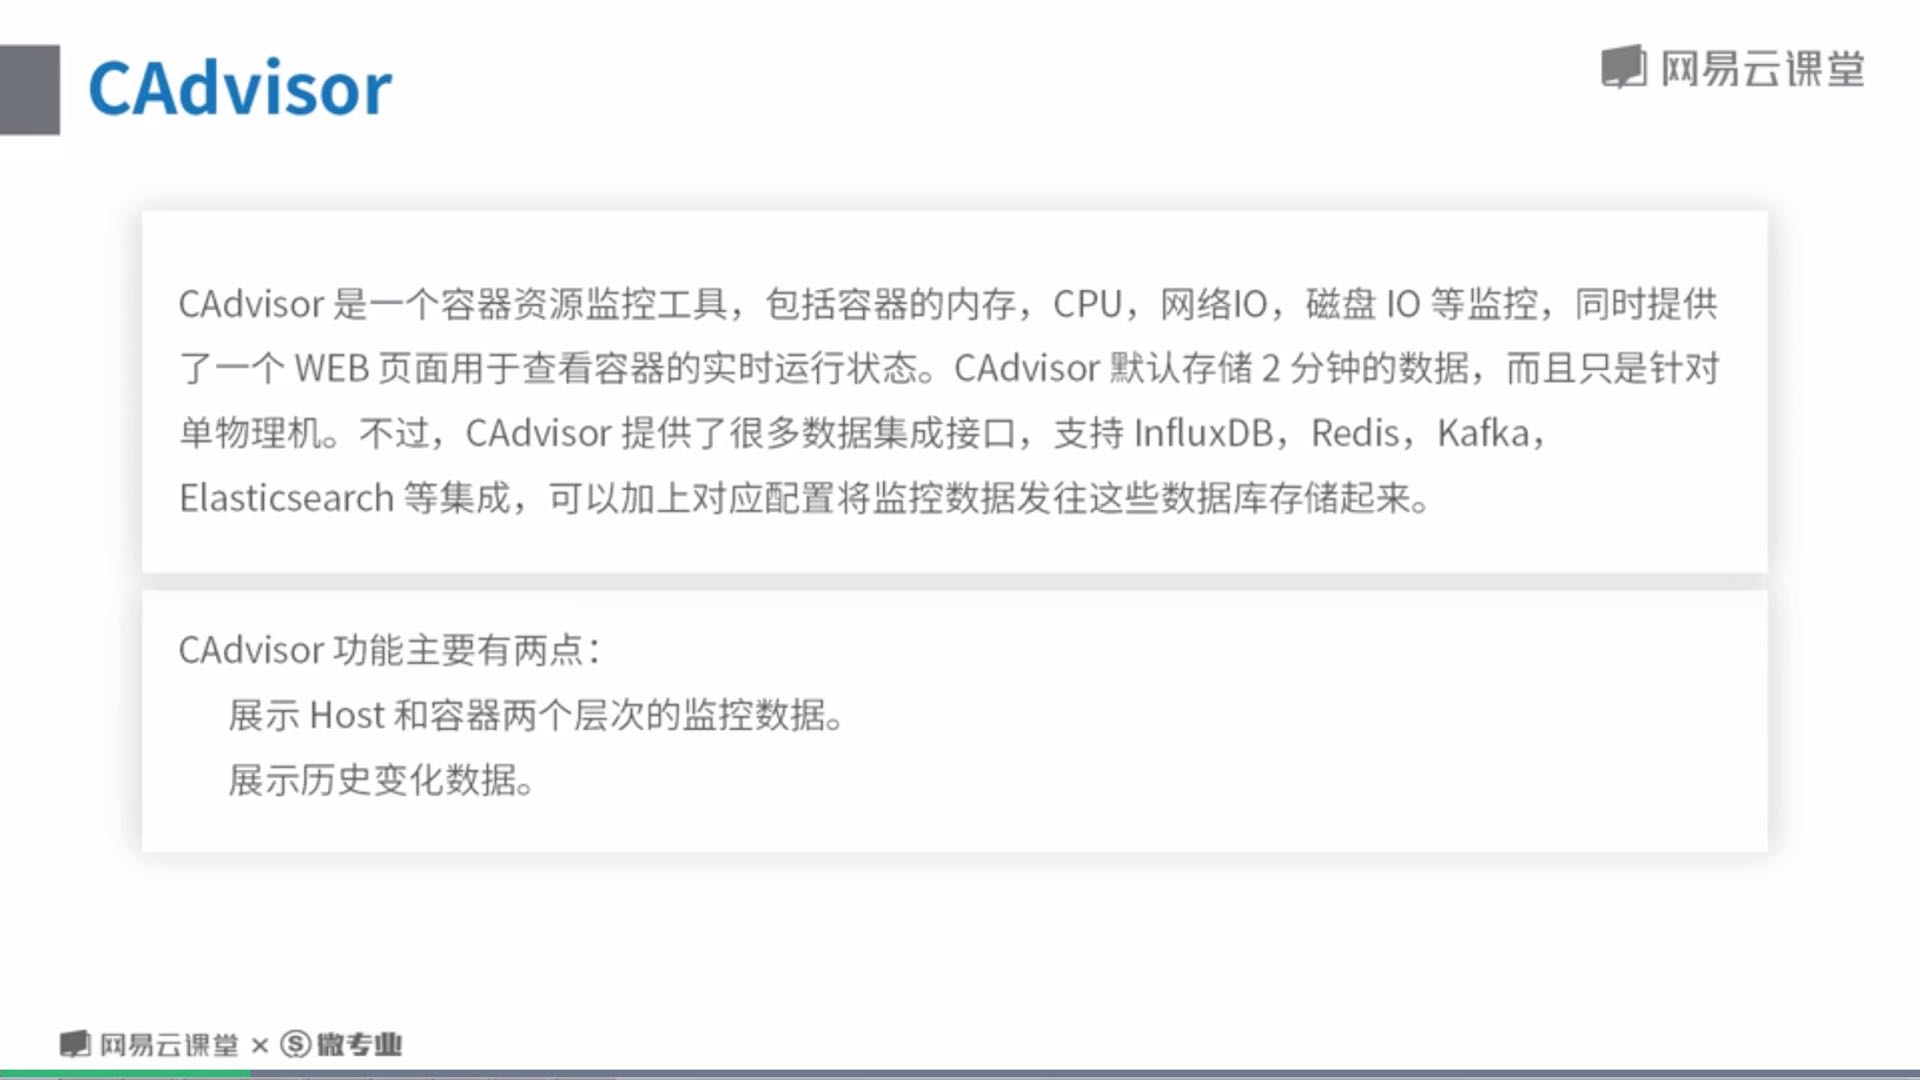 CAdvisor
网易云课堂
CAdvisor 是一个容器资源监控工具，包括容器的内存，CPU，网络IO，磁盘 IO 等监控，同时提供
了一个 WEB 页面用于查看容器的实时运行状态。CAdvisor 默认存储 2 分钟的数据，而且只是针对
单物理机。不过，CAdvisor 提供了很多数据集成接口，支持 InfluxDB，Redis，Kafka，
Elasticsearch 等集成，可以加上对应配置将监控数据发往这些数据库存储起来。
CAdvisor 功能主要有两点：
展示 Host 和容器两个层次的监控数据。
展示历史变化数据。
网易云课堂 × Ⓢ 微专业